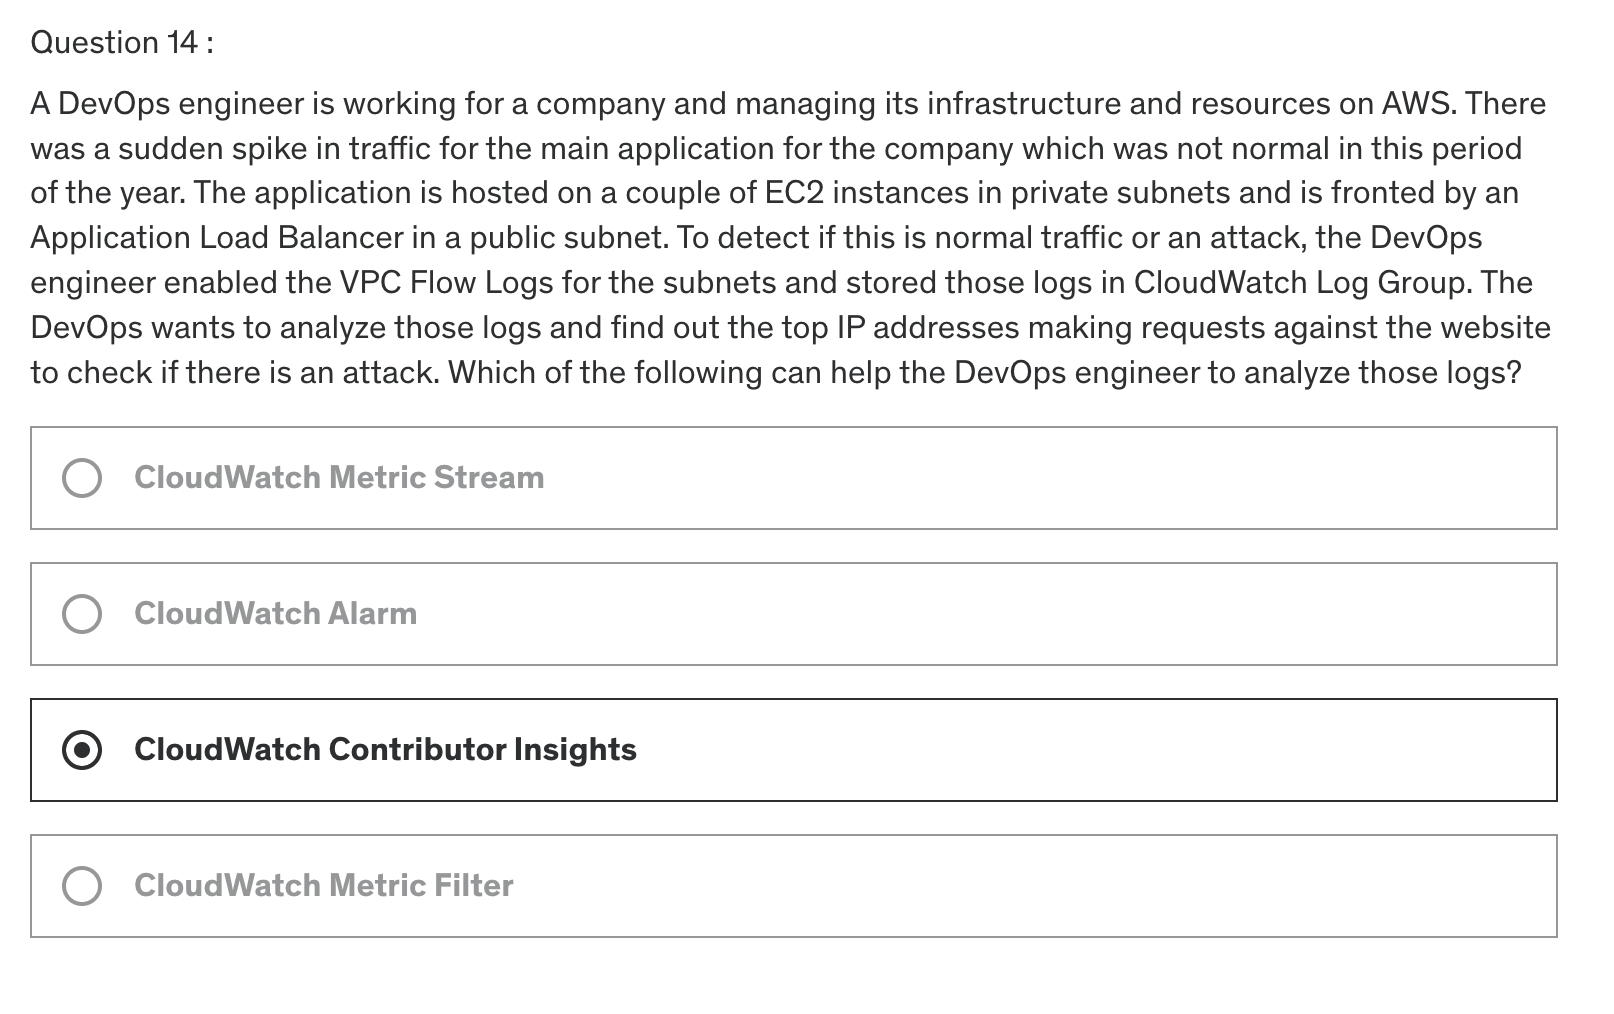 Question 14 :
A DevOps engineer is working for a company and managing its infrastructure and resources on AWS. There
was a sudden spike in traffic for the main application for the company which was not normal in this period
of the year. The application is hosted on a couple of EC2 instances in private subnets and is fronted by an
Application Load Balancer in a public subnet. To detect if this is normal traffic or an attack, the DevOps
engineer enabled the VPC Flow Logs for the subnets and stored those logs in CloudWatch Log Group. The
DevOps wants to analyze those logs and find out the top IP addresses making requests against the website
to check if there is an attack. Which of the following can help the DevOps engineer to analyze those logs?
CloudWatch Metric Stream
CloudWatch Alarm
CloudWatch Contributor Insights
CloudWatch Metric Filter